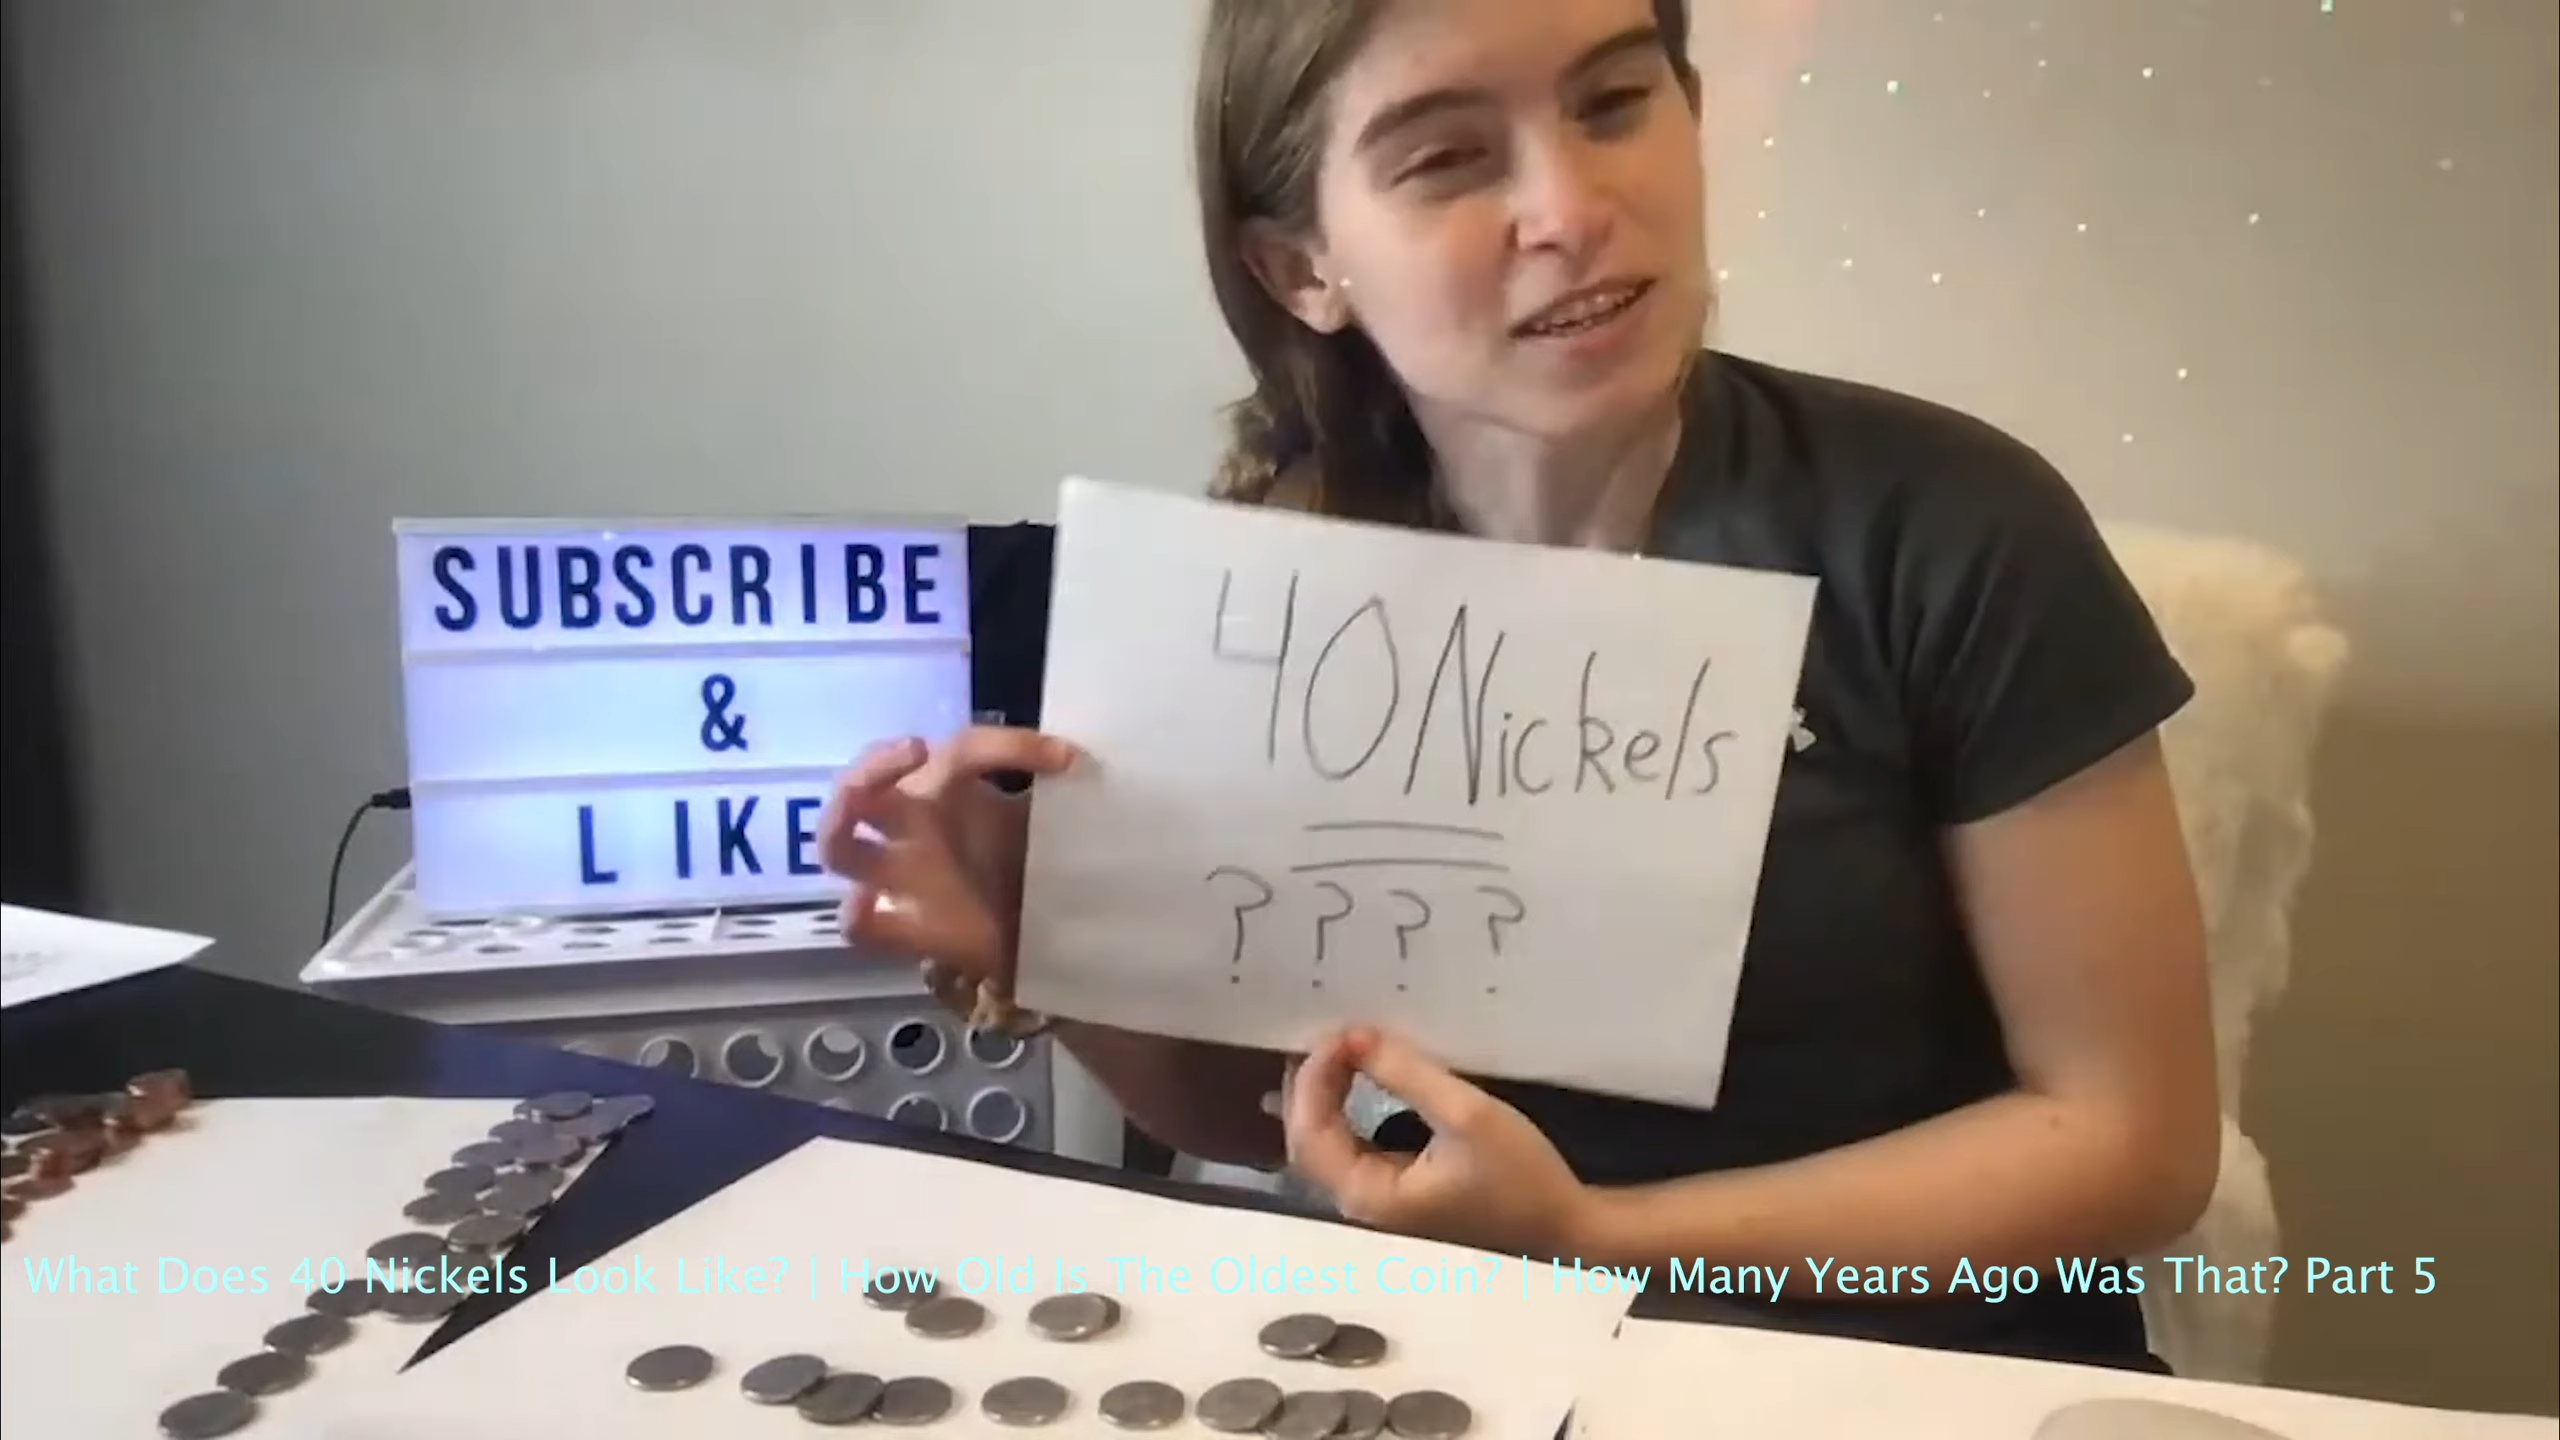 SUBSCRIBE
&
LIKE
40 Nickels
=
? ? ? ?
What Does 40 Nickels Look Like? | How Old Is The Oldest Coin? | How Many Years Ago Was That? Part 5